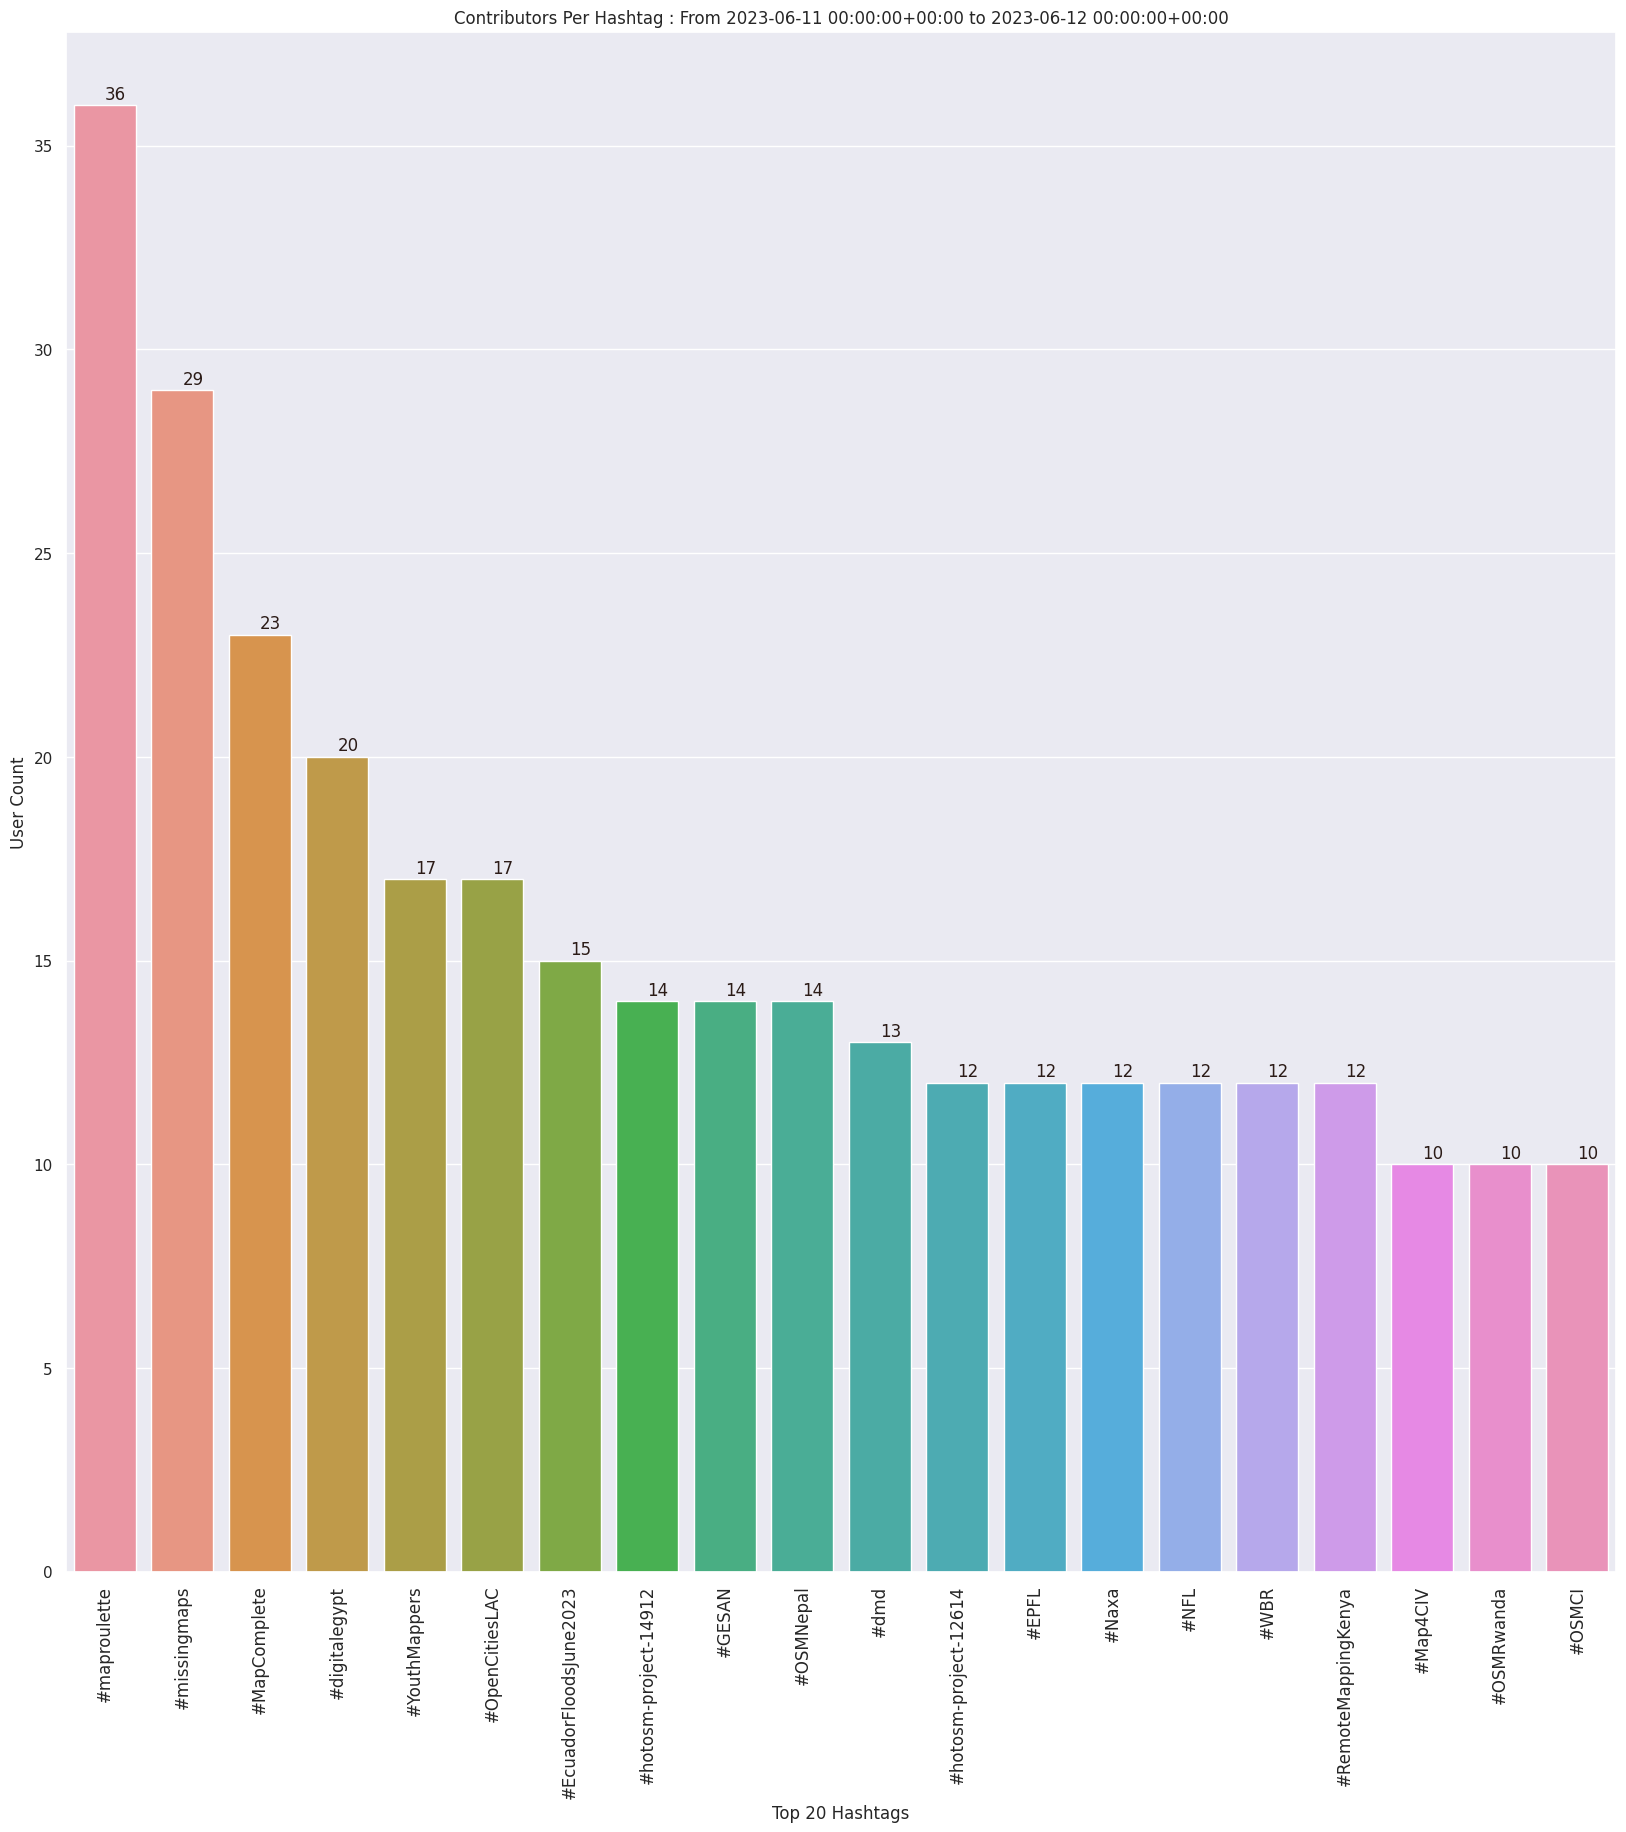 Contributors Per Hashtag : From 2023-06-11 00:00:00+00:00 to 2023-06-12 00:00:00+00:00
User Count
35
30
25
20
15
10
5
0
36
29
23
20
17
17
15
14
14
14
13
12
12
12
12
12
12
10
10
10
#maproulette
#missingmaps
#MapComplete
#digitalegypt
#YouthMappers
#OpenCitiesLAC
#EcuadorFloodsJune2023
#hotosm-project-14912
#GESAN
#OSMNepal
#dmd
#hotosm-project-12614
#EPFL
#Naxa
#NFL
#WBR
#RemoteMappingKenya
#Map4CIV
#OSMRwanda
#OSMCI
Top 20 Hashtags